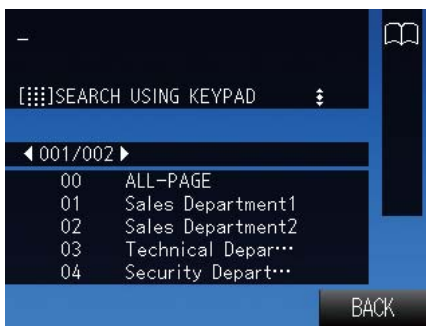 _
[⣿]SEARCH USING KEYPAD
◀001/002▶
00 ALL-PAGE
01 Sales Department1
02 Sales Department2
03 Technical Depar…
04 Security Depart…
BACK